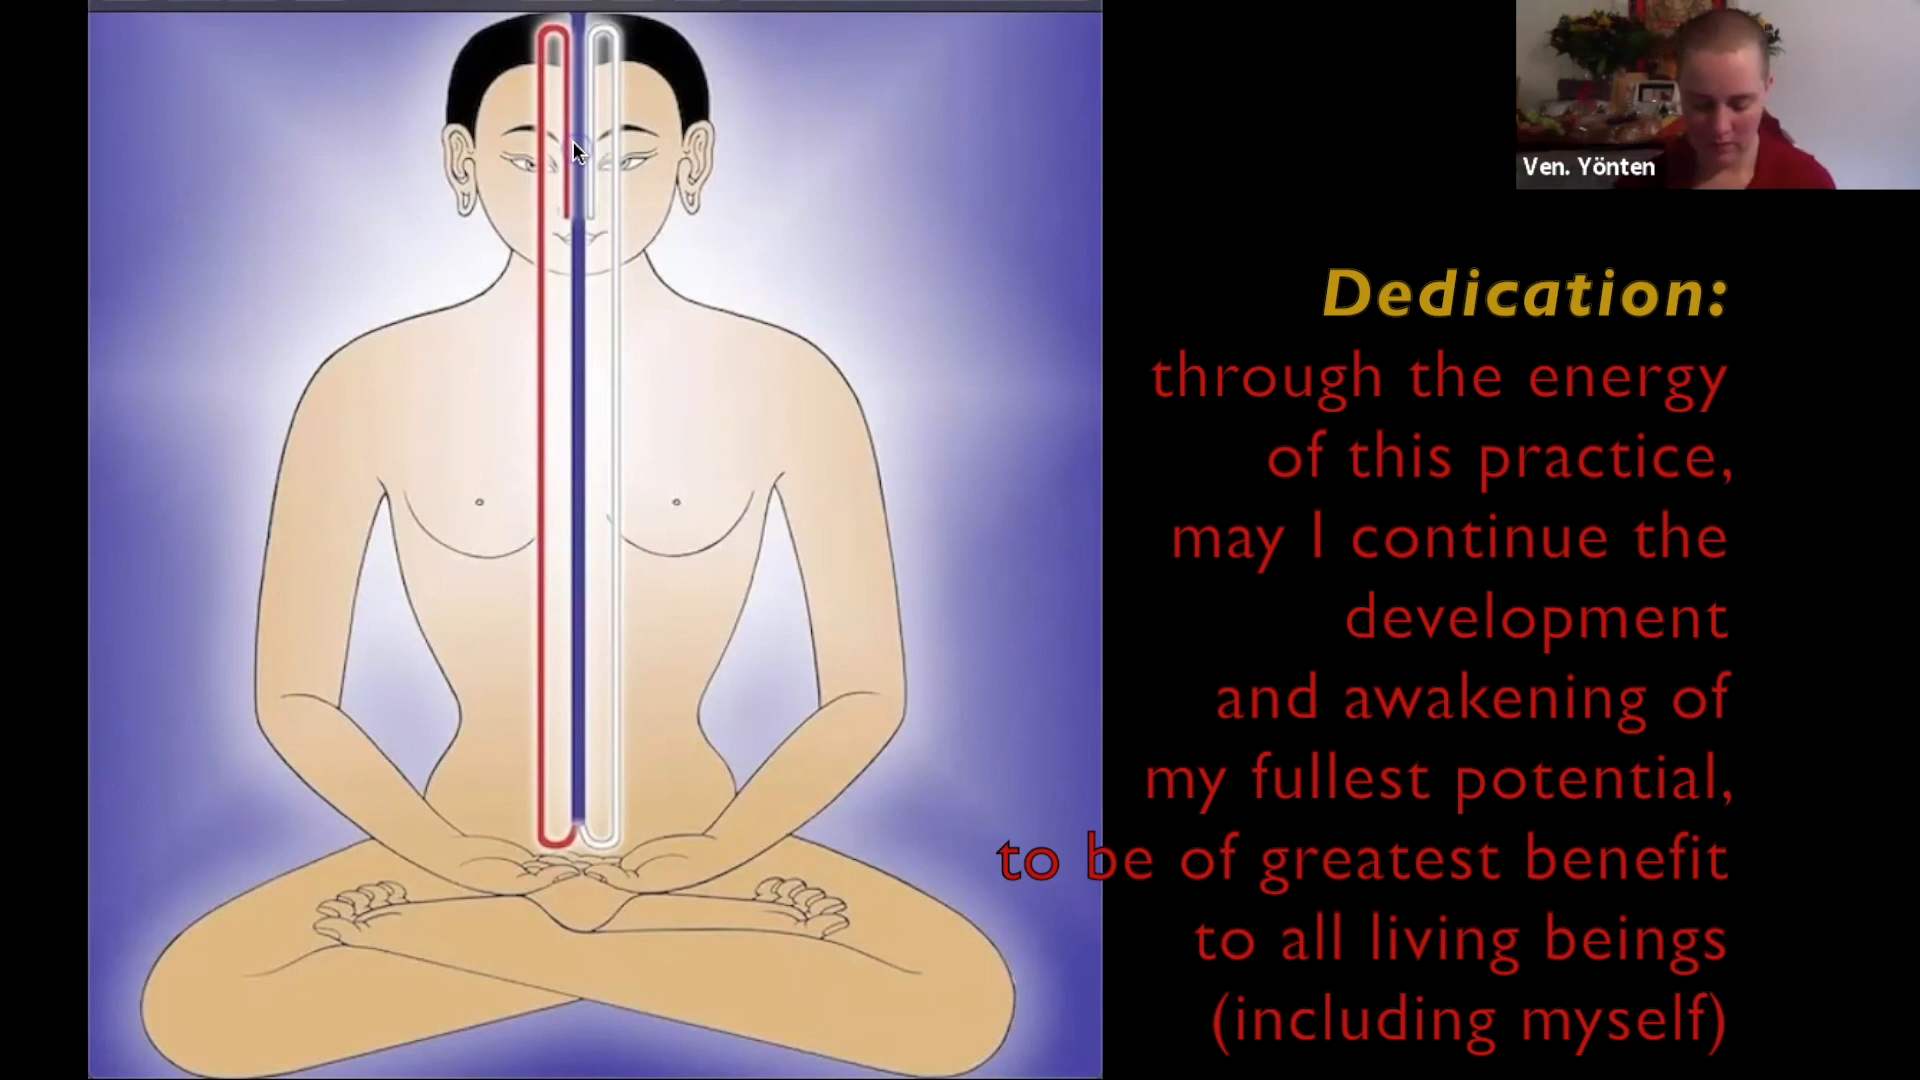 Ven. Yönten
Dedication:
through the energy
of this practice,
may I continue the
development
and awakening of
my fullest potential,
to be of greatest benefit
to all living beings
(including myself)